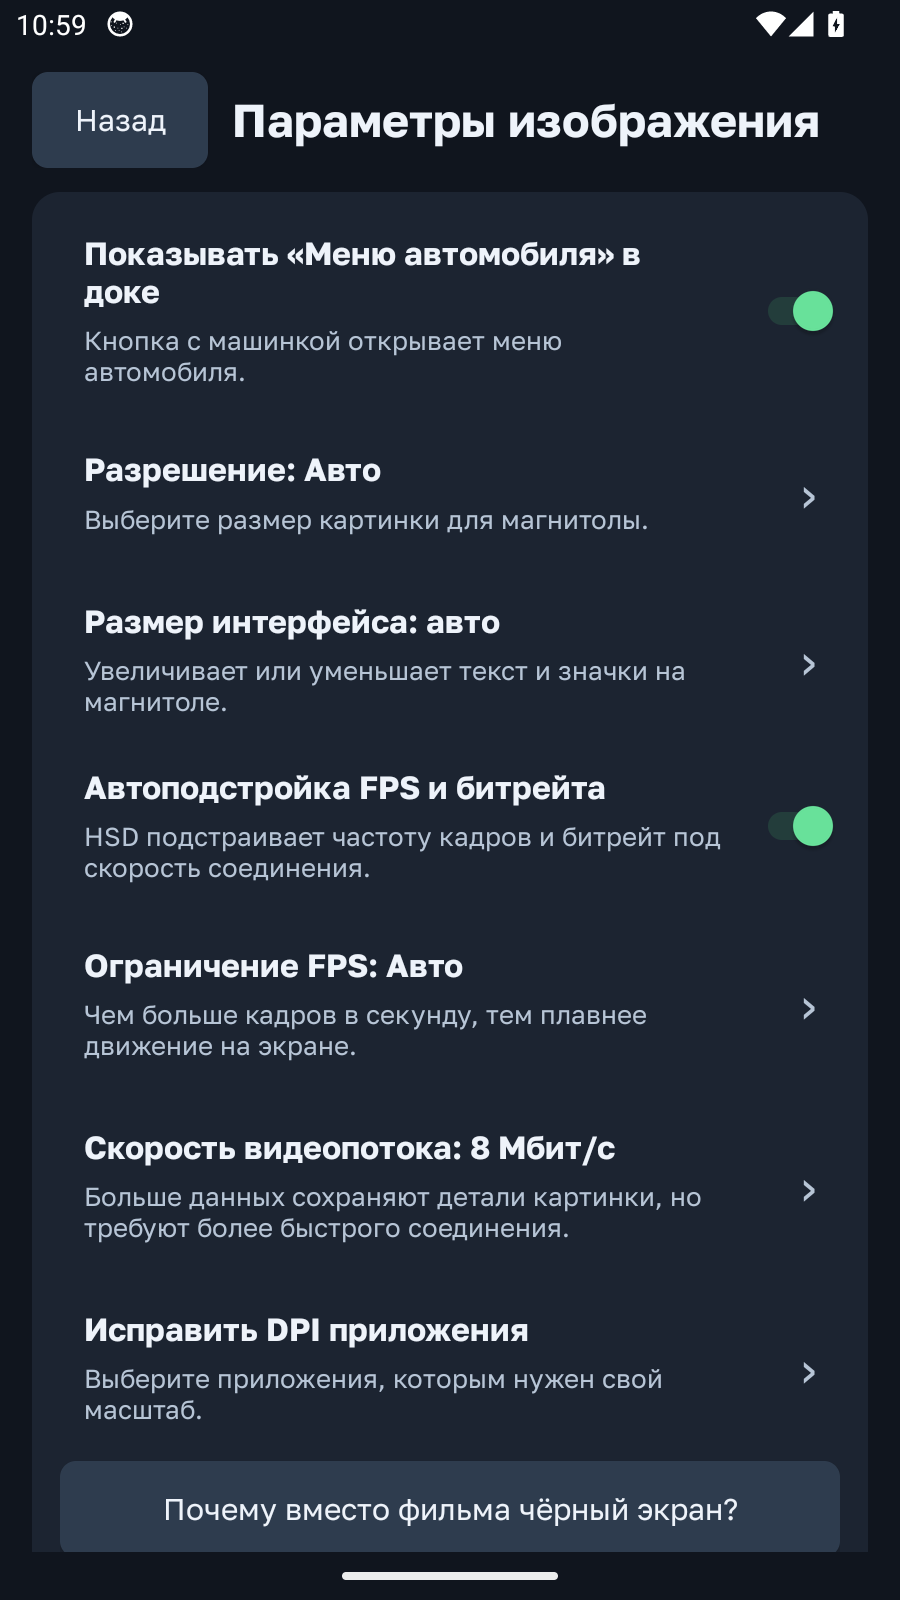 10:59
Назад
Параметры изображения
Показывать «Меню автомобиля» в
доке
Кнопка с машинкой открывает меню
автомобиля.
Разрешение: Авто
Выберите размер картинки для магнитолы.
Размер интерфейса: авто
Увеличивает или уменьшает текст и значки на
магнитоле.
Автоподстройка FPS и битрейта
HSD подстраивает частоту кадров и битрейт под
скорость соединения.
Ограничение FPS: Авто
Чем больше кадров в секунду, тем плавнее
движение на экране.
Скорость видеопотока: 8 Мбит/с
Больше данных сохраняют детали картинки, но
требуют более быстрого соединения.
Исправить DPI приложения
Выберите приложения, которым нужен свой
масштаб.
Почему вместо фильма чёрный экран?